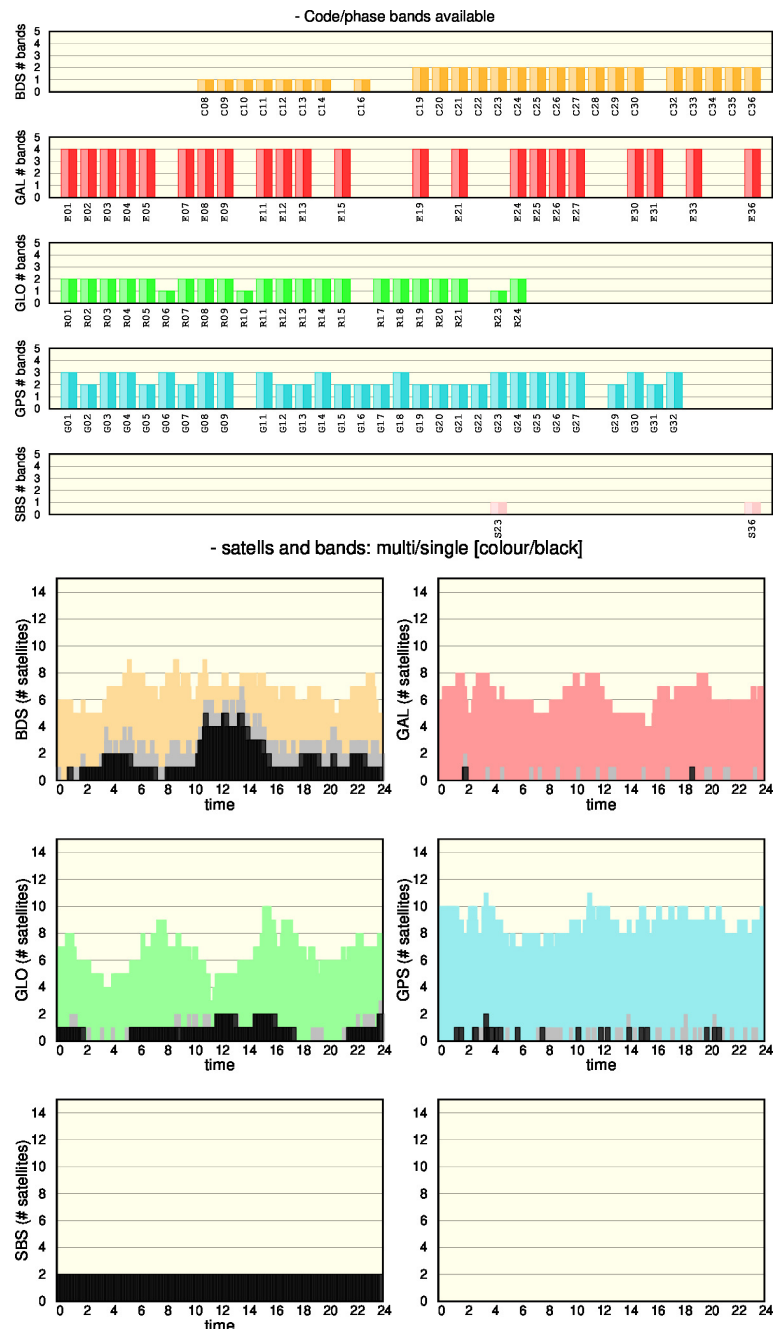 - Code/phase bands available
BDS # bands
5
4
3
2
1
0
C08 C09 C10 C11 C12 C13 C14 C16 C19 C20 C21 C22 C23 C24 C25 C26 C27 C28 C29 C30 C32 C33 C34 C35 C36
GAL # bands
5
4
3
2
1
0
E01 E02 E03 E04 E05 E07 E08 E09 E11 E12 E13 E15 E19 E21 E24 E25 E26 E27 E30 E31 E33 E36
GLO # bands
5
4
3
2
1
0
R01 R02 R03 R04 R05 R06 R07 R08 R09 R10 R11 R12 R13 R14 R15 R17 R18 R19 R20 R21 R23 R24
GPS # bands
5
4
3
2
1
0
G01 G02 G03 G04 G05 G06 G07 G08 G09 G11 G12 G13 G14 G15 G16 G17 G18 G19 G20 G21 G22 G23 G24 G25 G26 G27 G29 G30 G31 G32
SBS # bands
5
4
3
2
1
0
S23 S36
- satells and bands: multi/single [colour/black]
BDS (# satellites)
14
12
10
8
6
4
2
0
0 2 4 6 8 10 12 14 16 18 20 22 24
time
GAL (# satellites)
14
12
10
8
6
4
2
0
0 2 4 6 8 10 12 14 16 18 20 22 24
time
GLO (# satellites)
14
12
10
8
6
4
2
0
0 2 4 6 8 10 12 14 16 18 20 22 24
time
GPS (# satellites)
14
12
10
8
6
4
2
0
0 2 4 6 8 10 12 14 16 18 20 22 24
time
SBS (# satellites)
14
12
10
8
6
4
2
0
0 2 4 6 8 10 12 14 16 18 20 22 24
time
14
12
10
8
6
4
2
0
0 2 4 6 8 10 12 14 16 18 20 22 24